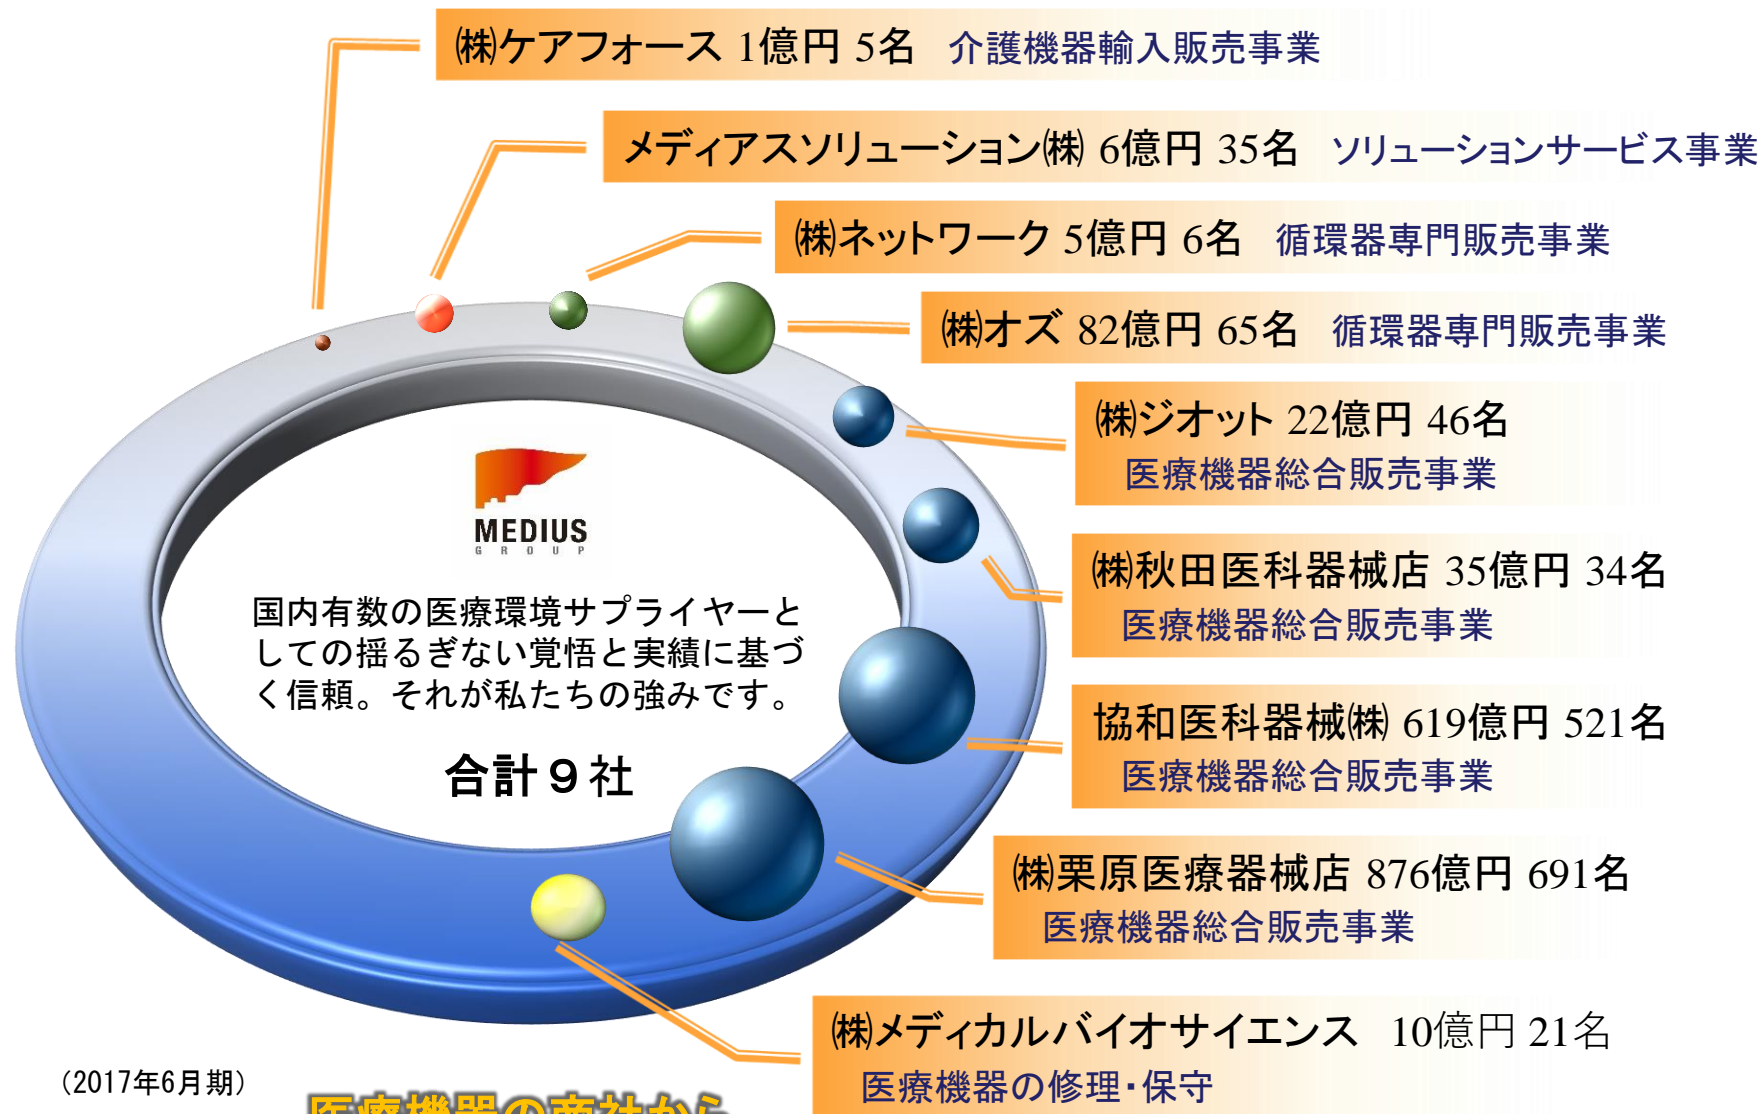 ㈱ケアフォース 1億円 5名 介護機器輸入販売事業
メディアスソリューション㈱ 6億円 35名 ソリューションサービス事業
㈱ネットワーク 5億円 6名 循環器専門販売事業
㈱オズ 82億円 65名 循環器専門販売事業
㈱ジオット 22億円 46名
医療機器総合販売事業
㈱秋田医科器械店 35億円 34名
医療機器総合販売事業
協和医科器械㈱ 619億円 521名
医療機器総合販売事業
㈱栗原医療器械店 876億円 691名
医療機器総合販売事業
㈱メディカルバイオサイエンス 10億円 21名
医療機器の修理・保守
MEDIUS
GROUP
国内有数の医療環境サプライヤーと
しての揺るぎない覚悟と実績に基づ
く信頼。それが私たちの強みです。
合計９社
（2017年6月期）
医療機器の商社から